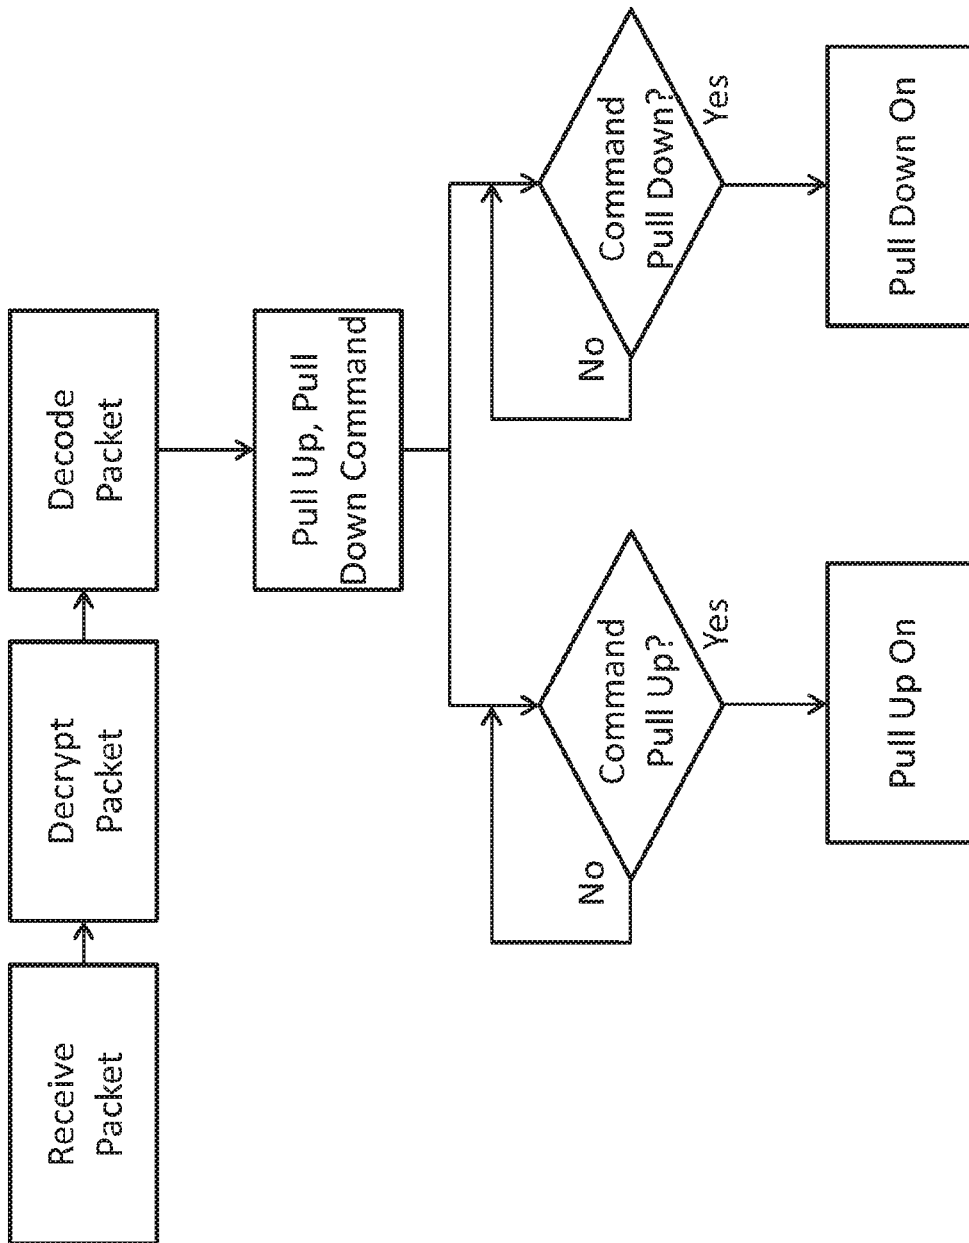 Receive
Packet
Decrypt
Packet
Decode
Packet
Pull Up, Pull
Down Command
Command
Pull Up?
No
Yes
Pull Up On
Command
Pull Down?
No
Yes
Pull Down On